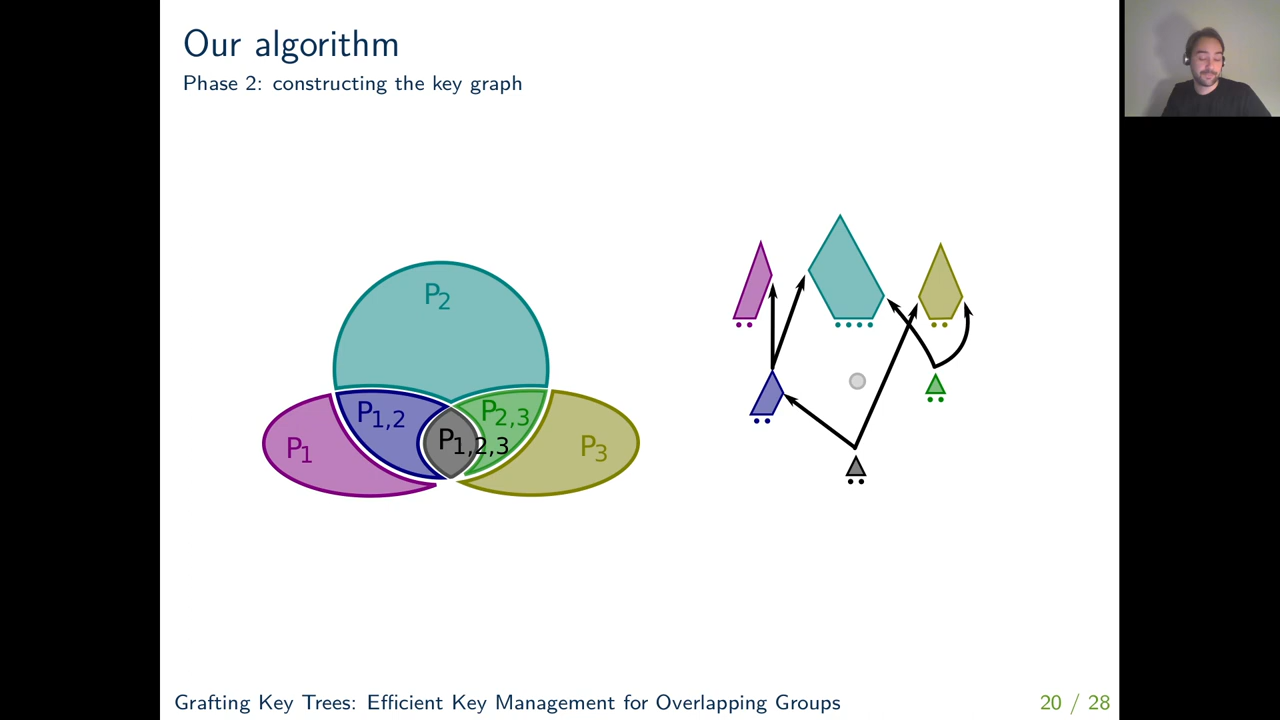 Our algorithm
Phase 2: constructing the key graph
P2
P1,2
P2,3
P1
P1,2,3
P3
Grafting Key Trees: Efficient Key Management for Overlapping Groups
20 / 28